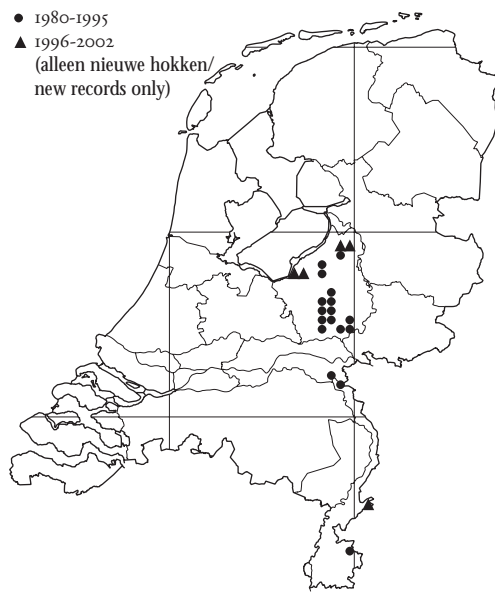 ● 1980-1995
▲ 1996-2002
(alleen nieuwe hokken/
new records only)